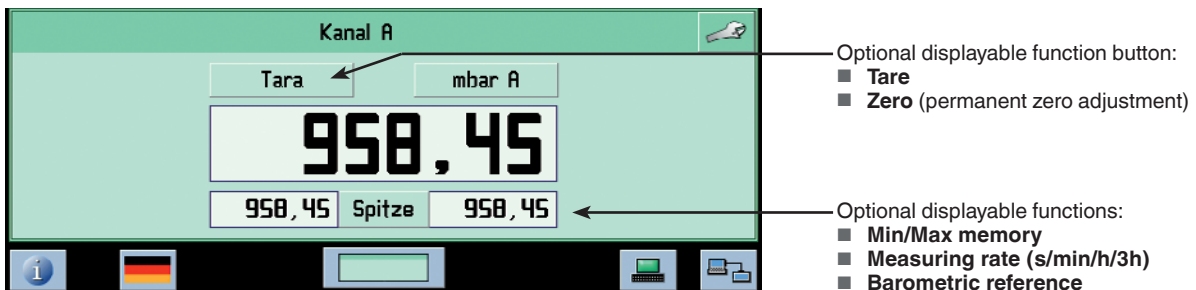 Kanal A
Tara mbar A
958,45
958,45 Spitze 958,45
i
Optional displayable function button:
■ Tare
■ Zero (permanent zero adjustment)
Optional displayable functions:
■ Min/Max memory
■ Measuring rate (s/min/h/3h)
■ Barometric reference